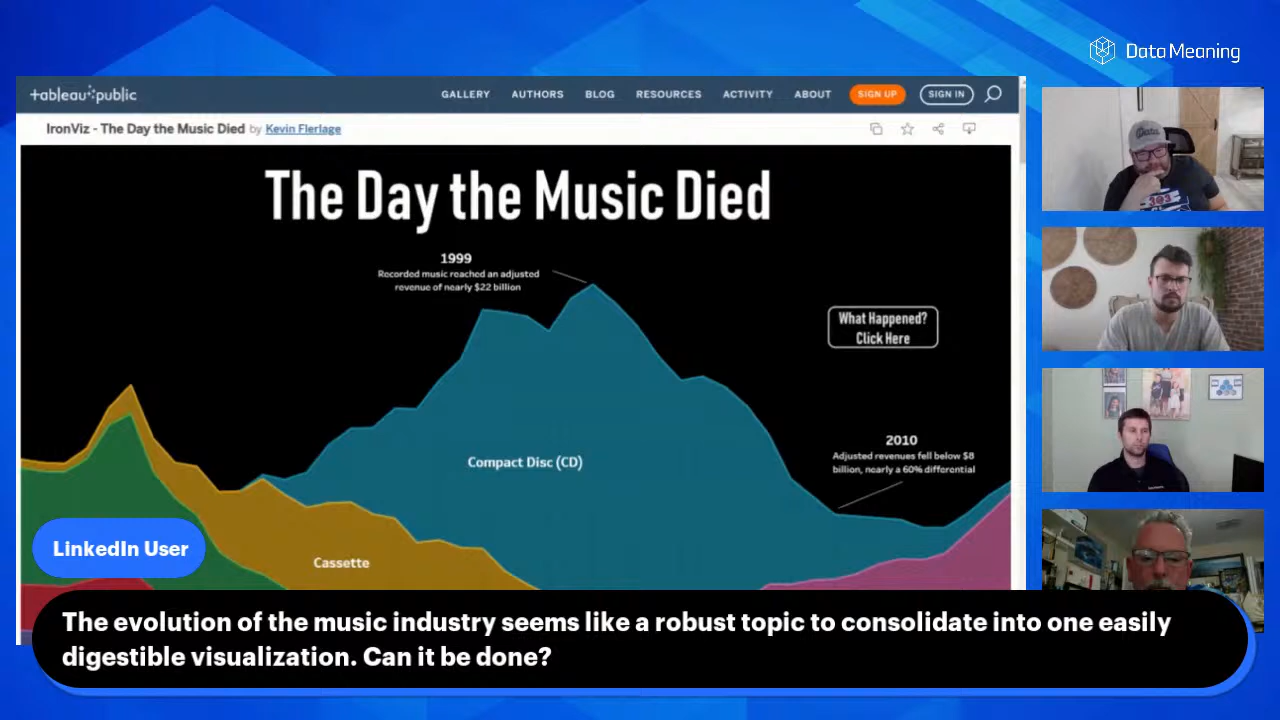 Data Meaning
+ableau:public
GALLERY AUTHORS BLOG RESOURCES ACTIVITY ABOUT SIGN UP SIGN IN
IronViz - The Day the Music Died by Kevin Flerlage
The Day the Music Died
1999
Recorded music reached an adjusted
revenue of nearly $22 billion
What Happened?
Click Here
2010
Adjusted revenues fell below $8
billion, nearly a 60% differential
Compact Disc (CD)
Cassette
LinkedIn User
The evolution of the music industry seems like a robust topic to consolidate into one easily
digestible visualization. Can it be done?